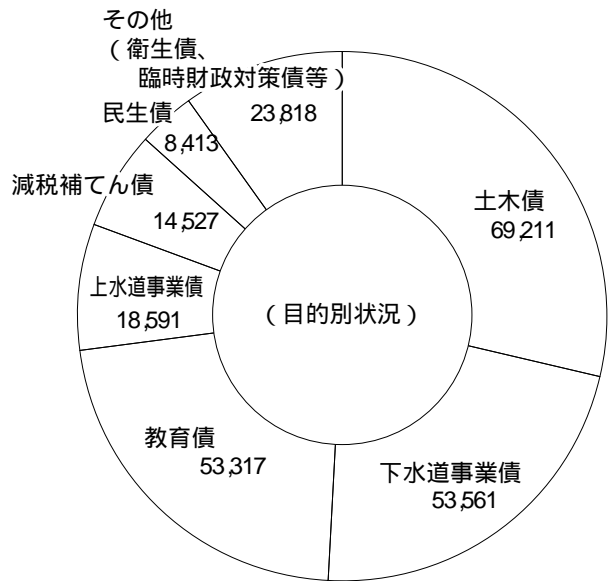 その他
(衛生債、
臨時財政対策債等)
23,818
民生債
8,413
減税補てん債
14,527
上水道事業債
18,591
教育債
53,317
下水道事業債
53,561
土木債
69,211
(目的別状況)